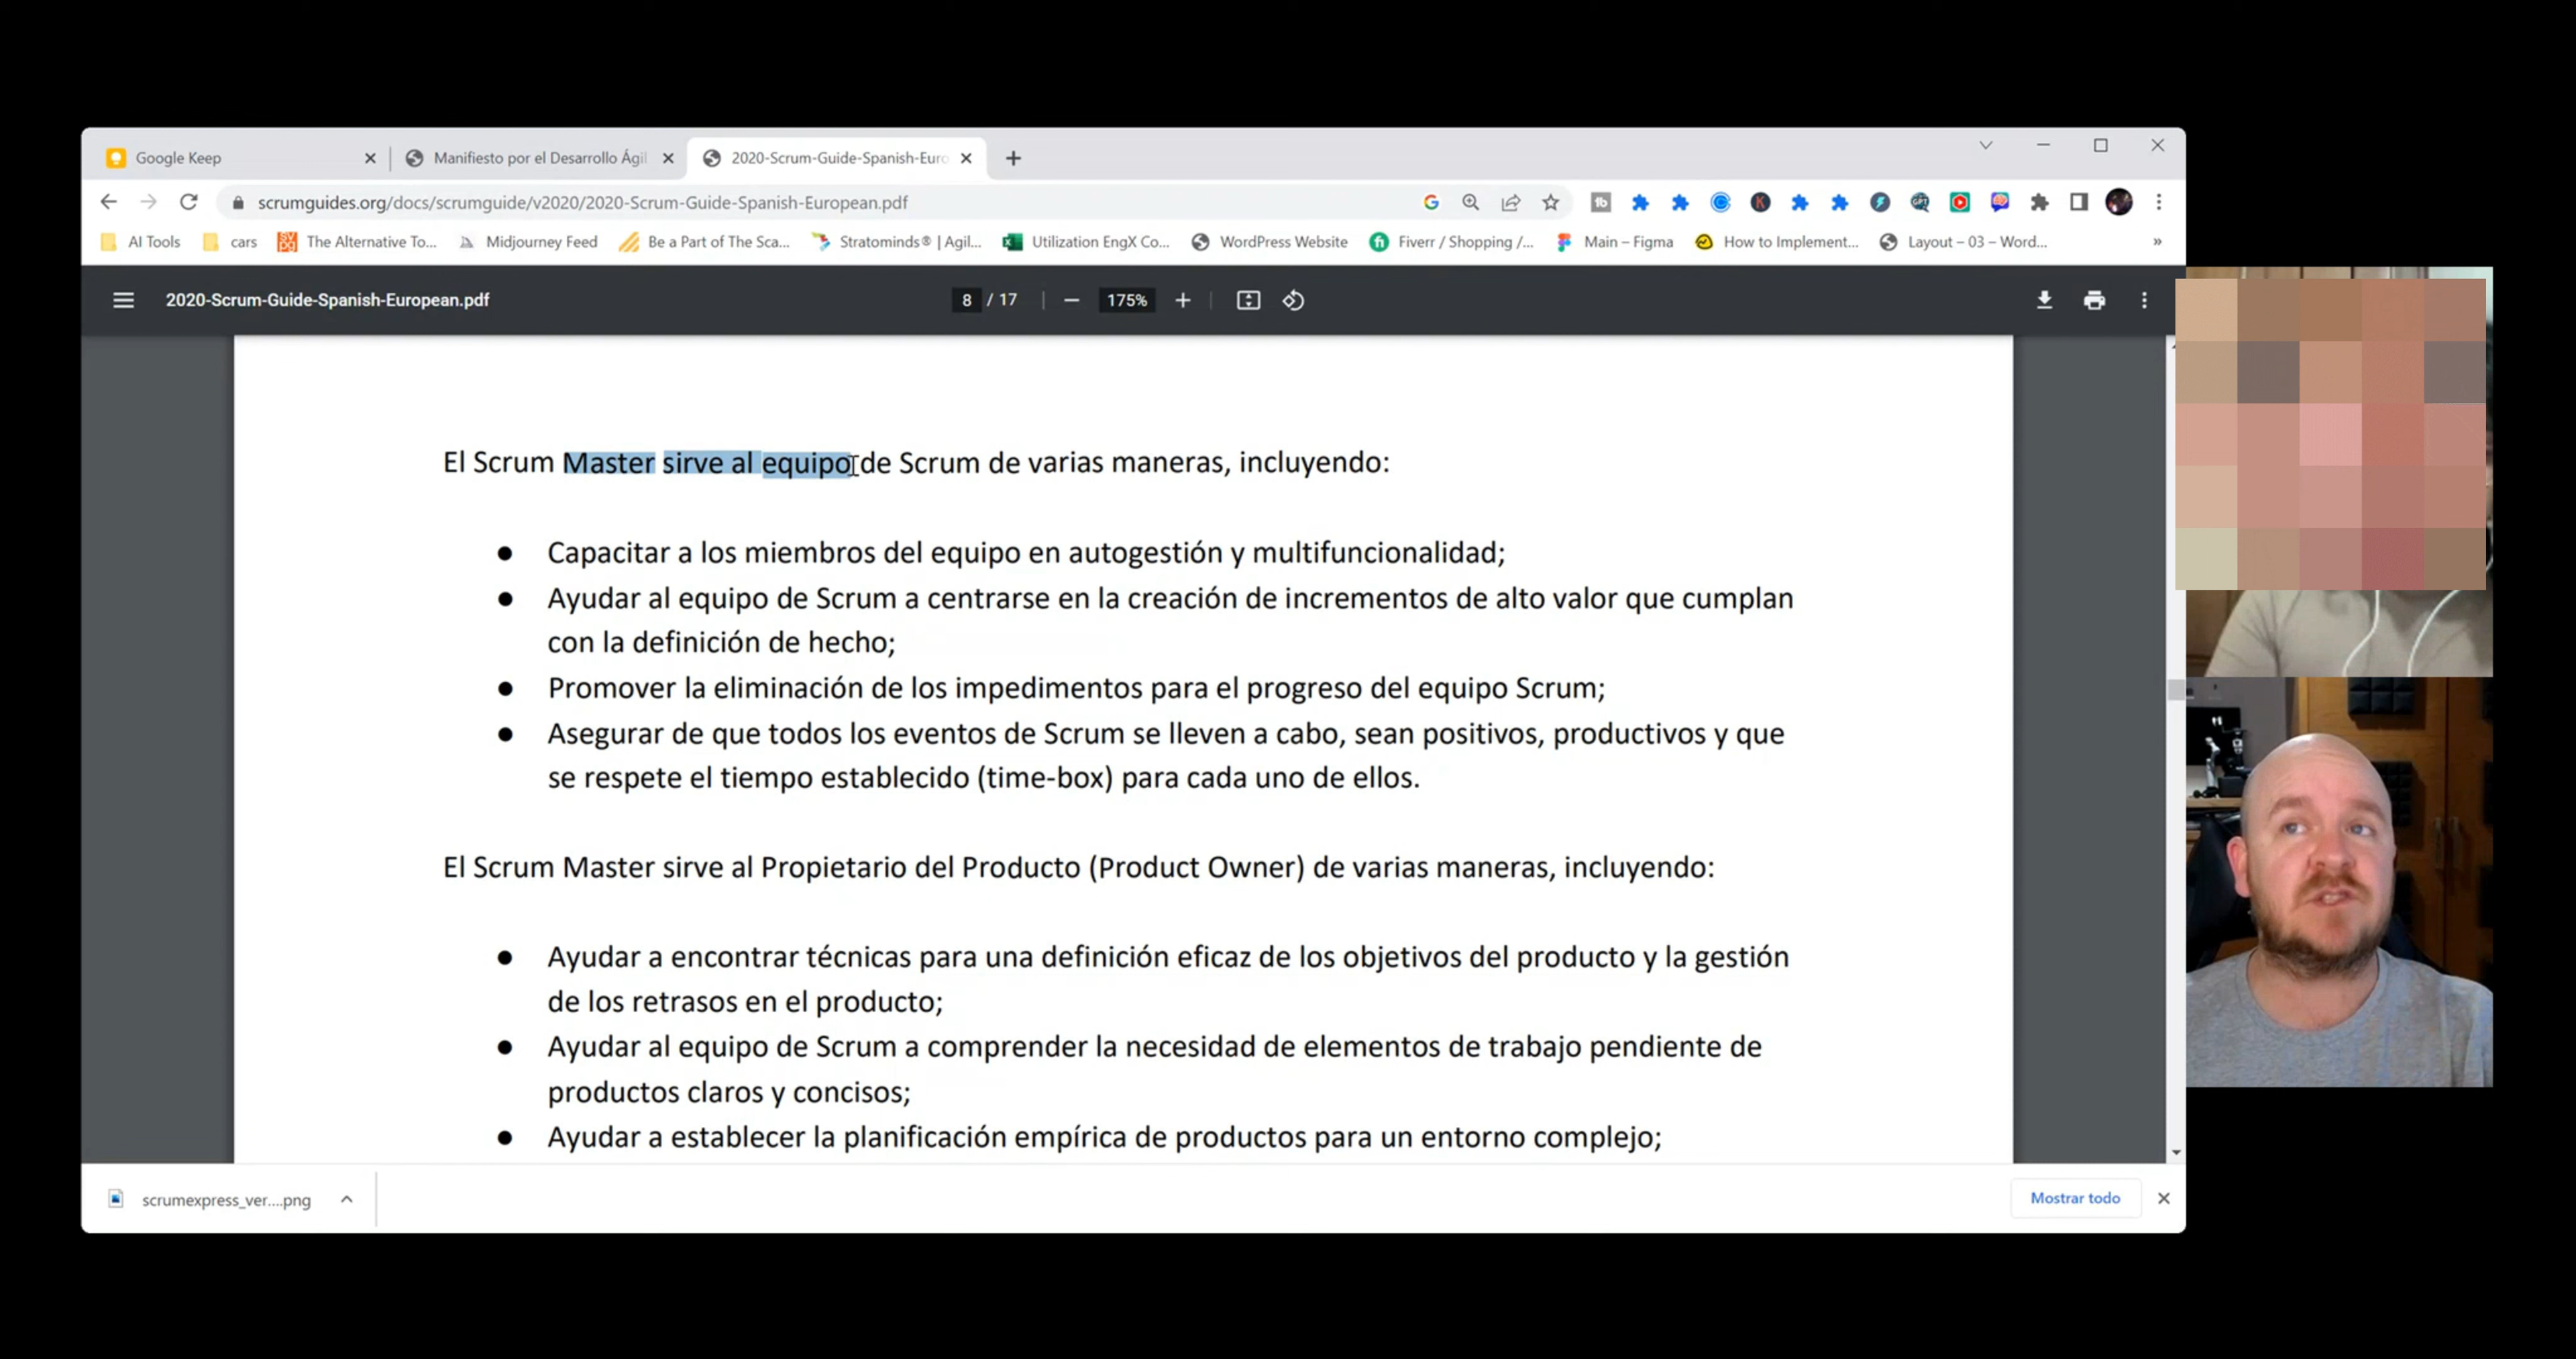 Google Keep
Manifiesto por el Desarrollo Ágil
2020-Scrum-Guide-Spanish-Euro
scrumguides.org/docs/scrumguide/v2020/2020-Scrum-Guide-Spanish-European.pdf
AI Tools
cars
The Alternative To...
Midjourney Feed
Be a Part of The Sca...
Stratominds® | Agil...
Utilization EngX Co...
WordPress Website
Fiverr / Shopping /...
Main – Figma
How to Implement...
Layout – 03 – Word...
2020-Scrum-Guide-Spanish-European.pdf
8 / 17
175%
El Scrum Master sirve al equipo de Scrum de varias maneras, incluyendo:
● Capacitar a los miembros del equipo en autogestión y multifuncionalidad;
● Ayudar al equipo de Scrum a centrarse en la creación de incrementos de alto valor que cumplan
con la definición de hecho;
● Promover la eliminación de los impedimentos para el progreso del equipo Scrum;
● Asegurar de que todos los eventos de Scrum se lleven a cabo, sean positivos, productivos y que
se respete el tiempo establecido (time-box) para cada uno de ellos.
El Scrum Master sirve al Propietario del Producto (Product Owner) de varias maneras, incluyendo:
● Ayudar a encontrar técnicas para una definición eficaz de los objetivos del producto y la gestión
de los retrasos en el producto;
● Ayudar al equipo de Scrum a comprender la necesidad de elementos de trabajo pendiente de
productos claros y concisos;
● Ayudar a establecer la planificación empírica de productos para un entorno complejo;
scrumexpress_ver....png
Mostrar todo